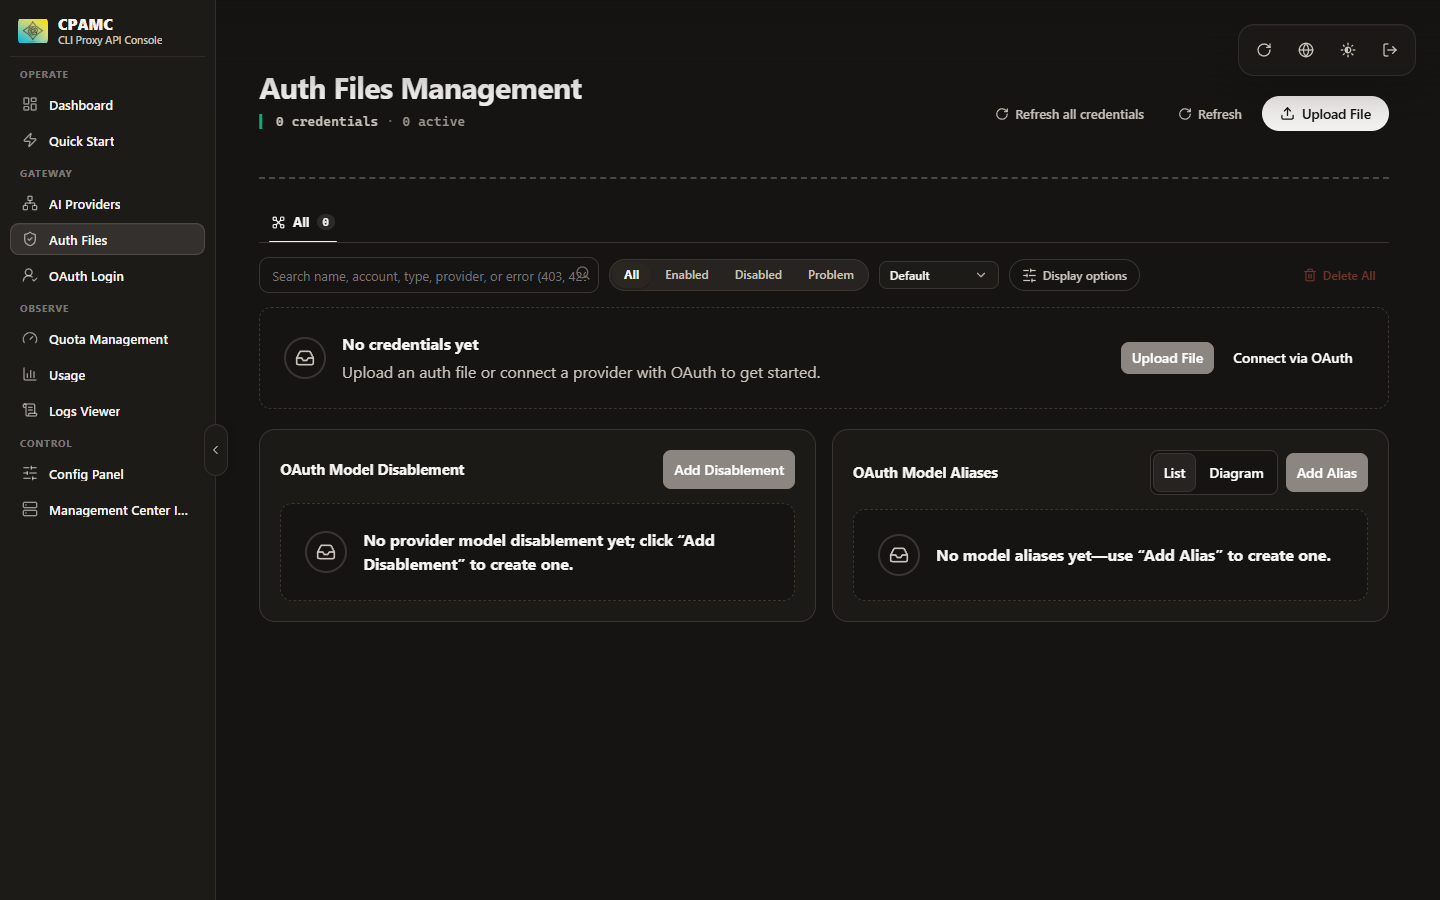 CPAMC
CLI Proxy API Console
OPERATE
Dashboard
Quick Start
GATEWAY
AI Providers
Auth Files
OAuth Login
OBSERVE
Quota Management
Usage
Logs Viewer
CONTROL
Config Panel
Management Center I...
Auth Files Management
0 credentials · 0 active
Refresh all credentials
Refresh
Upload File
All 0
Search name, account, type, provider, or error (403, 429
All
Enabled
Disabled
Problem
Default
Display options
Delete All
No credentials yet
Upload an auth file or connect a provider with OAuth to get started.
Upload File
Connect via OAuth
OAuth Model Disablement
Add Disablement
No provider model disablement yet; click “Add
Disablement” to create one.
OAuth Model Aliases
List
Diagram
Add Alias
No model aliases yet—use “Add Alias” to create one.